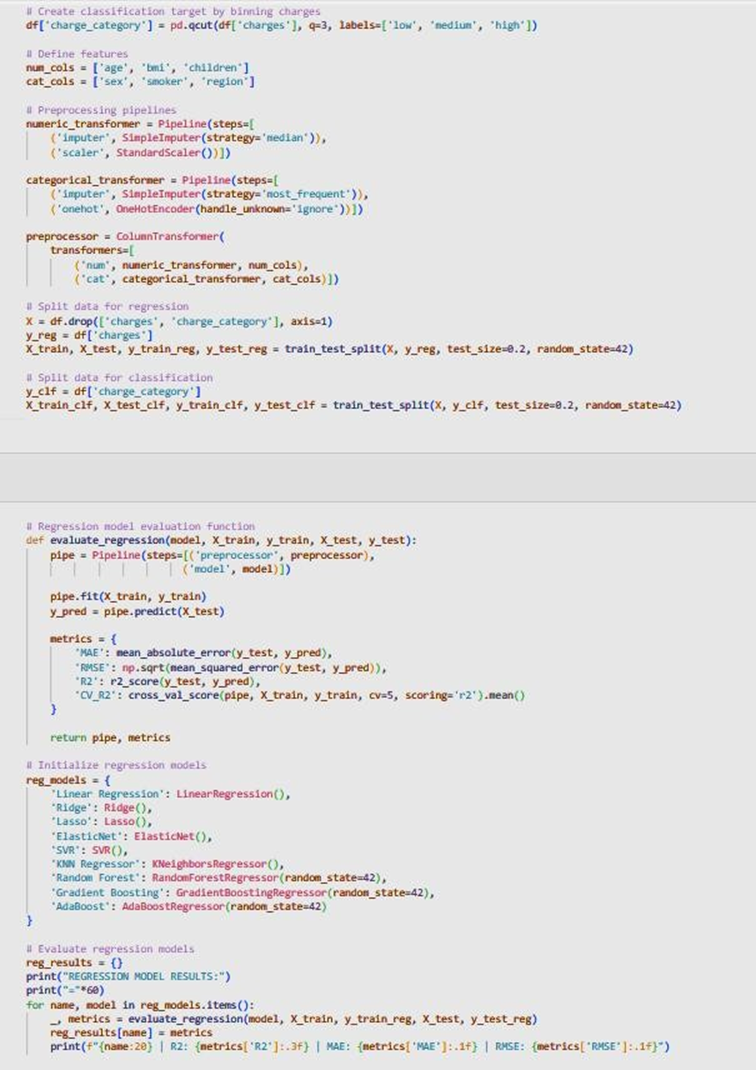 # Create classification target by binning charges
df['charge_category'] = pd.qcut(df['charges'], q=3, labels=['low', 'medium', 'high'])
# Define features
num_cols = ['age', 'bmi', 'children']
cat_cols = ['sex', 'smoker', 'region']
# Preprocessing pipelines
numeric_transformer = Pipeline(steps=[
('imputer', SimpleImputer(strategy='median')),
('scaler', StandardScaler())])
categorical_transformer = Pipeline(steps=[
('imputer', SimpleImputer(strategy='most_frequent')),
('onehot', OneHotEncoder(handle_unknown='ignore'))])
preprocessor = ColumnTransformer(
transformers=[
('num', numeric_transformer, num_cols),
('cat', categorical_transformer, cat_cols)])
# Split data for regression
X = df.drop(['charges', 'charge_category'], axis=1)
y_reg = df['charges']
X_train, X_test, y_train_reg, y_test_reg = train_test_split(X, y_reg, test_size=0.2, random_state=42)
# Split data for classification
y_clf = df['charge_category']
X_train_clf, X_test_clf, y_train_clf, y_test_clf = train_test_split(X, y_clf, test_size=0.2, random_state=42)
# Regression model evaluation function
def evaluate_regression(model, X_train, y_train, X_test, y_test):
pipe = Pipeline(steps=[('preprocessor', preprocessor),
('model', model)])
pipe.fit(X_train, y_train)
y_pred = pipe.predict(X_test)
metrics = {
'MAE': mean_absolute_error(y_test, y_pred),
'RMSE': np.sqrt(mean_squared_error(y_test, y_pred)),
'R2': r2_score(y_test, y_pred),
'CV_R2': cross_val_score(pipe, X_train, y_train, cv=5, scoring='r2').mean()
}
return pipe, metrics
# Initialize regression models
reg_models = {
'Linear Regression': LinearRegression(),
'Ridge': Ridge(),
'Lasso': Lasso(),
'ElasticNet': ElasticNet(),
'SVR': SVR(),
'KNN Regressor': KNeighborsRegressor(),
'Random Forest': RandomForestRegressor(random_state=42),
'Gradient Boosting': GradientBoostingRegressor(random_state=42),
'AdaBoost': AdaBoostRegressor(random_state=42)
}
# Evaluate regression models
reg_results = {}
print("REGRESSION MODEL RESULTS:")
print("="*60)
for name, model in reg_models.items():
_, metrics = evaluate_regression(model, X_train, y_train_reg, X_test, y_test_reg)
reg_results[name] = metrics
print(f"{name:20} | R2: {metrics['R2']:.3f} | MAE: {metrics['MAE']:.1f} | RMSE: {metrics['RMSE']:.1f}")